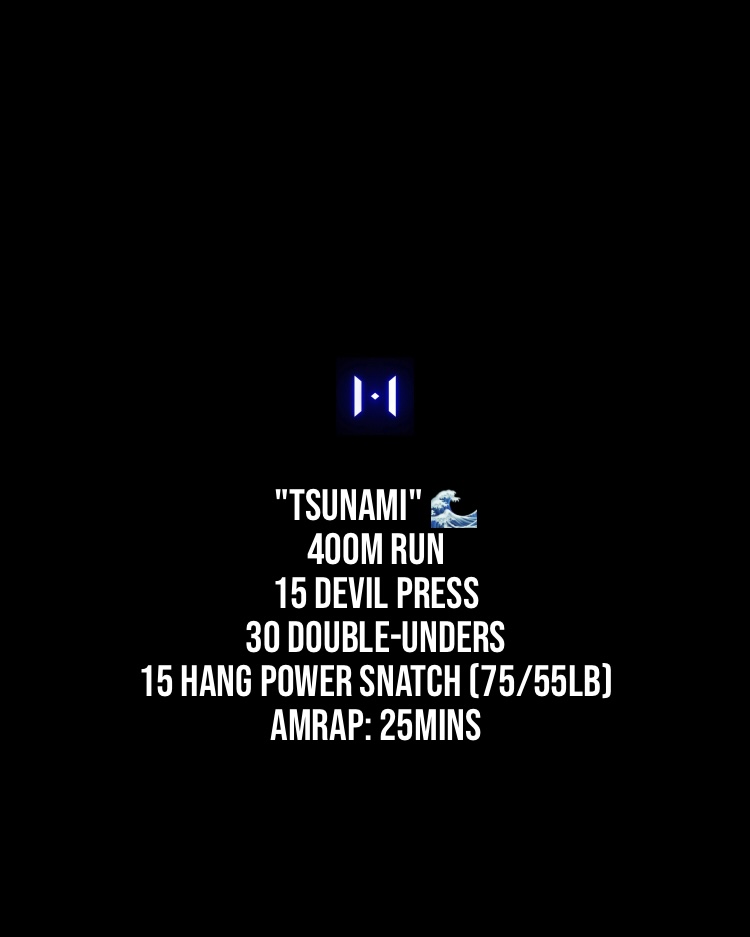 "TSUNAMI" 🌊
400M RUN
15 DEVIL PRESS
30 DOUBLE-UNDERS
15 HANG POWER SNATCH (75/55LB)
AMRAP: 25MINS